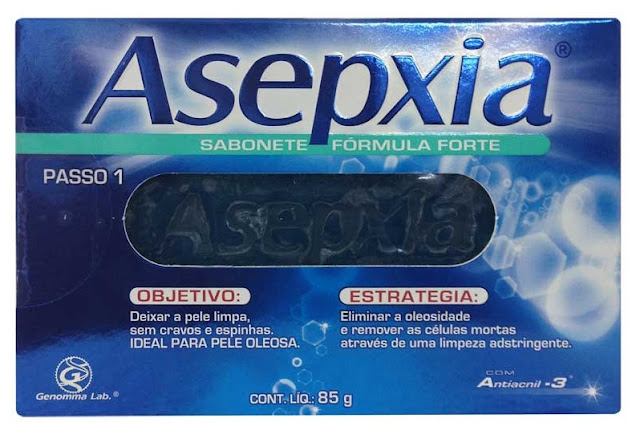 Asepxia®
SABONETE FÓRMULA FORTE
PASSO 1
Asepxia
OBJETIVO:
Deixar a pele limpa,
sem cravos e espinhas.
IDEAL PARA PELE OLEOSA.
ESTRATEGIA:
Eliminar a oleosidade
e remover as células mortas
através de uma limpeza adstringente.
Genomma Lab.®
CONT. LÍQ.: 85 g
COM
Antiacnil-3®